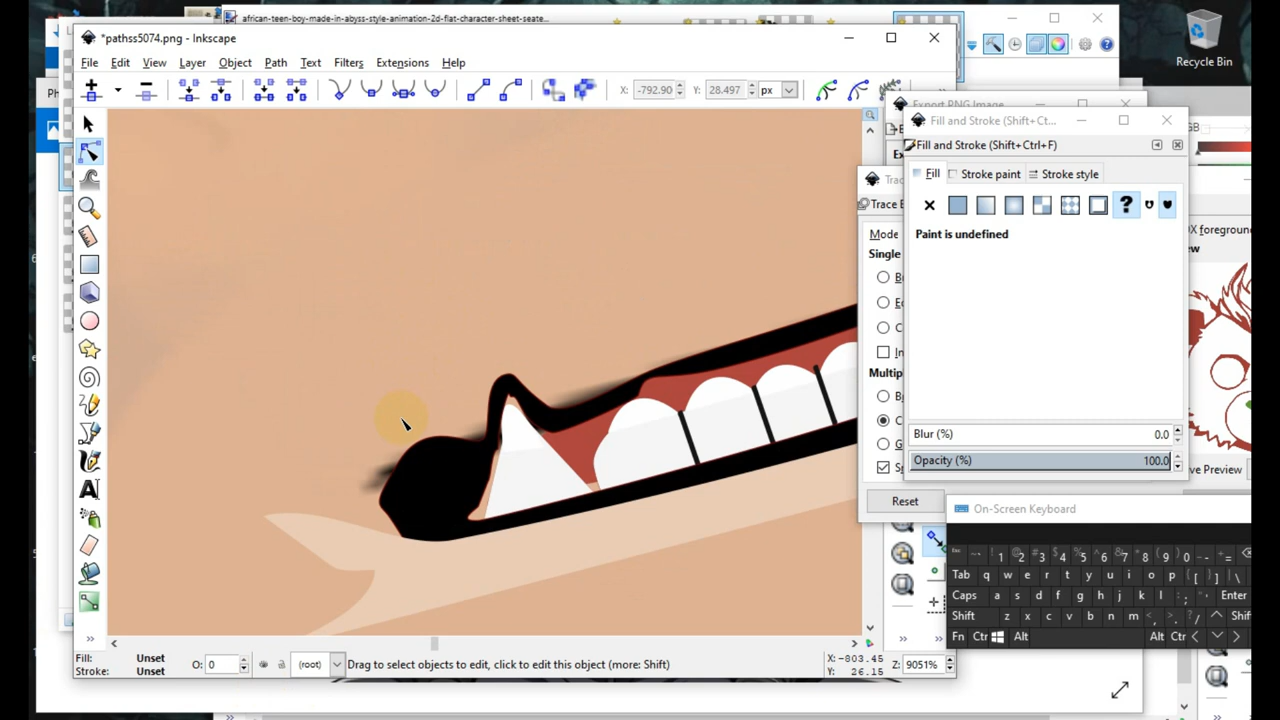 african-teen-boy-made-in-abyss-style-animation-2d-flat-character-sheet-seate...
*pathss5074.png - Inkscape
File Edit View Layer Object Path Text Filters Extensions Help
X: -792.90 Y: 28.497 px
Recycle Bin
Export PNG Image
Fill and Stroke (Shift+Ct...
Fill and Stroke (Shift+Ctrl+F)
Fill Stroke paint Stroke style
Paint is undefined
Mode
Single
Multip
Blur (%) 0.0
Opacity (%) 100.0
Reset
Preview
On-Screen Keyboard
Tab q w e r t y u i o p [ ] \
Caps a s d f g h j k l ; ' Enter
Shift z x c v b n m , . / Shif
Fn Ctr Alt Alt Ctr
Fill: Unset
Stroke: Unset
O: 0
(root)
Drag to select objects to edit, click to edit this object (more: Shift)
X: -803.45
Y: 26.15
Z: 9051%